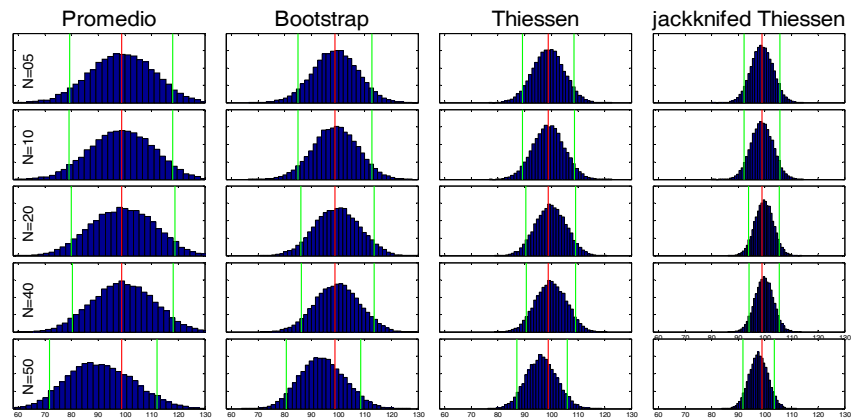 Promedio Bootstrap Thiessen jackknifed Thiessen
N=05
N=10
N=20
N=40
60 70 80 90 100 110 120 130
N=50
60 70 80 90 100 110 120 130 60 70 80 90 100 110 120 130 60 70 80 90 100 110 120 130 60 70 80 90 100 110 120 130